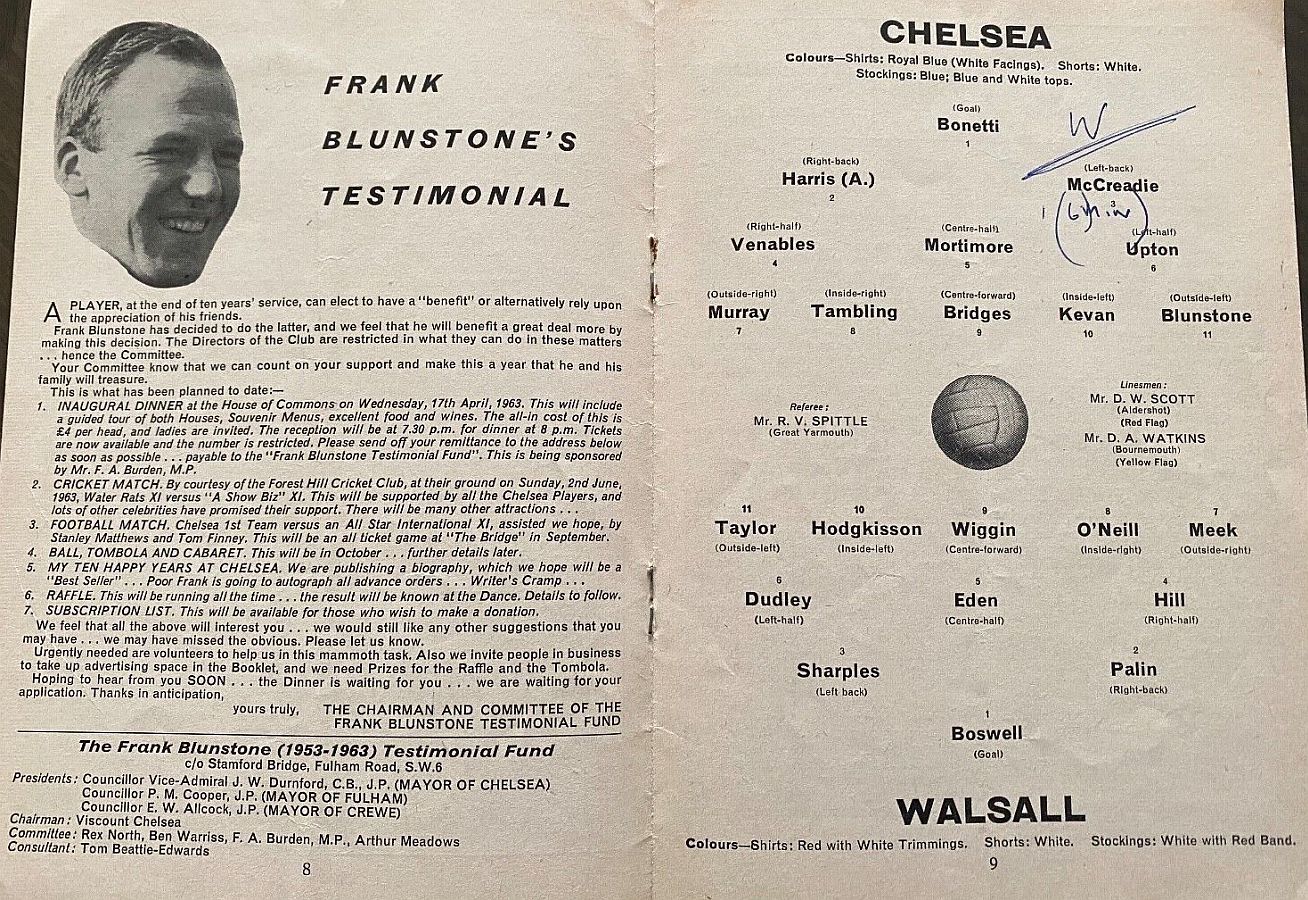 FRANK
BLUNSTONE'S
TESTIMONIAL
A PLAYER, at the end of ten years' service, can elect to have a "benefit" or alternatively rely upon
the appreciation of his friends.
Frank Blunstone has decided to do the latter, and we feel that he will benefit a great deal more by
making this decision. The Directors of the Club are restricted in what they can do in these matters
. . . hence the Committee.
Your Committee know that we can count on your support and make this a year that he and his
family will treasure.
This is what has been planned to date:—
1. INAUGURAL DINNER at the House of Commons on Wednesday, 17th April, 1963. This will include
a guided tour of both Houses, Souvenir Menus, excellent food and wines. The all-in cost of this is
£4 per head, and ladies are invited. The reception will be at 7.30 p.m. for dinner at 8 p.m. Tickets
are now available and the number is restricted. Please send off your remittance to the address below
as soon as possible . . . payable to the "Frank Blunstone Testimonial Fund". This is being sponsored
by Mr. F. A. Burden, M.P.
2. CRICKET MATCH. By courtesy of the Forest Hill Cricket Club, at their ground on Sunday, 2nd June,
1963, Water Rats XI versus "A Show Biz" XI. This will be supported by all the Chelsea Players, and
lots of other celebrities have promised their support. There will be many other attractions . . .
3. FOOTBALL MATCH. Chelsea 1st Team versus an All Star International XI, assisted we hope, by
Stanley Matthews and Tom Finney. This will be an all ticket game at "The Bridge" in September.
4. BALL, TOMBOLA AND CABARET. This will be in October . . . further details later.
5. MY TEN HAPPY YEARS AT CHELSEA. We are publishing a biography, which we hope will be a
"Best Seller" . . . Poor Frank is going to autograph all advance orders . . . Writer's Cramp . . .
6. RAFFLE. This will be running all the time . . . the result will be known at the Dance. Details to follow.
7. SUBSCRIPTION LIST. This will be available for those who wish to make a donation.
We feel that all the above will interest you . . . we would still like any other suggestions that you
may have . . . we may have missed the obvious. Please let us know.
Urgently needed are volunteers to help us in this mammoth task. Also we invite people in business
to take up advertising space in the Booklet, and we need Prizes for the Raffle and the Tombola.
Hoping to hear from you SOON . . . the Dinner is waiting for you . . . we are waiting for your
application. Thanks in anticipation,
yours truly, THE CHAIRMAN AND COMMITTEE OF THE
FRANK BLUNSTONE TESTIMONIAL FUND
The Frank Blunstone (1953-1963) Testimonial Fund
c/o Stamford Bridge, Fulham Road, S.W.6
Presidents: Councillor Vice-Admiral J. W. Durnford, C.B., J.P. (MAYOR OF CHELSEA)
Councillor P. M. Cooper, J.P. (MAYOR OF FULHAM)
Councillor E. W. Allcock, J.P. (MAYOR OF CREWE)
Chairman: Viscount Chelsea
Committee: Rex North, Ben Warriss, F. A. Burden, M.P., Arthur Meadows
Consultant: Tom Beattie-Edwards
8
CHELSEA
Colours—Shirts: Royal Blue (White Facings). Shorts: White.
Stockings: Blue; Blue and White tops.
(Goal)
Bonetti
1
W
(Right-back) (Left-back)
Harris (A.) McCreadie
2 3
(Right-half) (Centre-half) (Left-half)
Venables Mortimore Upton
4 5 6
(Outside-right) (Inside-right) (Centre-forward) (Inside-left) (Outside-left)
Murray Tambling Bridges Kevan Blunstone
7 8 9 10 11
Referee:
Mr. R. V. SPITTLE
(Great Yarmouth)
Linesmen:
Mr. D. W. SCOTT
(Aldershot)
(Red Flag)
Mr. D. A. WATKINS
(Bournemouth)
(Yellow Flag)
11 10 9 8 7
Taylor Hodgkisson Wiggin O'Neill Meek
(Outside-left) (Inside-left) (Centre-forward) (Inside-right) (Outside-right)
6 5 4
Dudley Eden Hill
(Left-half) (Centre-half) (Right-half)
3 2
Sharples Palin
(Left back) (Right-back)
1
Boswell
(Goal)
WALSALL
Colours—Shirts: Red with White Trimmings. Shorts: White. Stockings: White with Red Band.
9